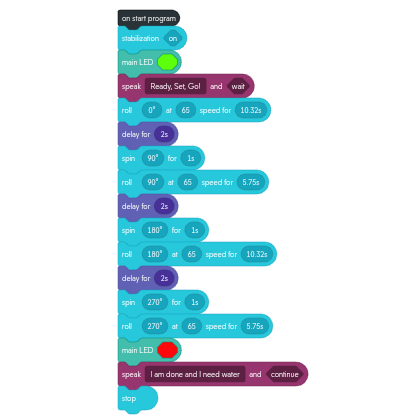 on start program
stabilization on
main LED
speak Ready, Set, Go! and wait
roll 0° at 65 speed for 10.32s
delay for 2s
spin 90° for 1s
roll 90° at 65 speed for 5.75s
delay for 2s
spin 180° for 1s
roll 180° at 65 speed for 10.32s
delay for 2s
spin 270° for 1s
roll 270° at 65 speed for 5.75s
main LED
speak I am done and I need water and continue
stop